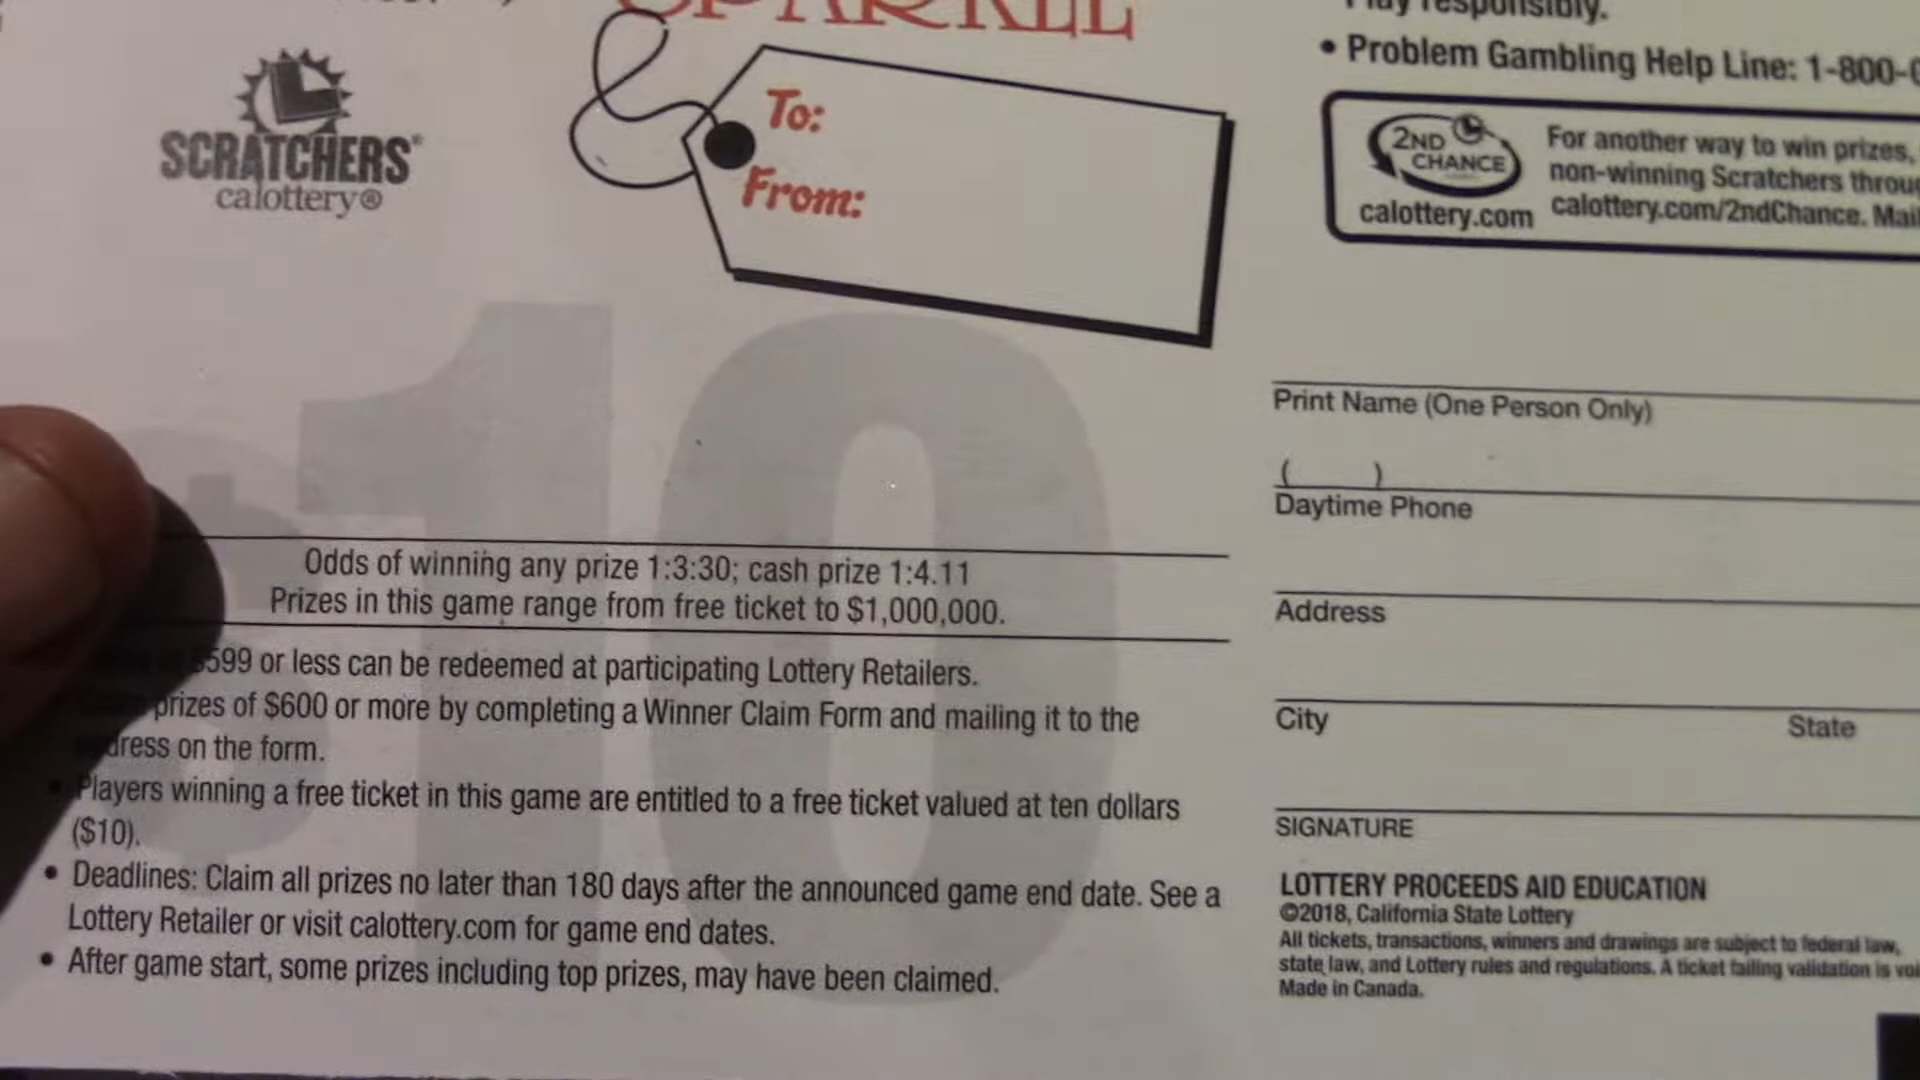 SPARKLE
Play responsibly.
• Problem Gambling Help Line: 1-800-
SCRATCHERS®
calottery®
To:
From:
2ND
CHANCE
calottery.com
For another way to win prizes,
non-winning Scratchers
calottery.com/2ndChance.
Print Name (One Person Only)
( )
Daytime Phone
Address
City State
SIGNATURE
LOTTERY PROCEEDS AID EDUCATION
©2018, California State Lottery
All tickets, transactions, winners and drawings are subject to federal law,
state law, and Lottery rules and regulations. A ticket failing validation is
Made in Canada.
$10
Odds of winning any prize 1:3:30; cash prize 1:4.11
Prizes in this game range from free ticket to $1,000,000.
$599 or less can be redeemed at participating Lottery Retailers.
prizes of $600 or more by completing a Winner Claim Form and mailing it to the
on the form.
• Players winning a free ticket in this game are entitled to a free ticket valued at ten dollars
($10).
• Deadlines: Claim all prizes no later than 180 days after the announced game end date. See a
Lottery Retailer or visit calottery.com for game end dates.
• After game start, some prizes including top prizes, may have been claimed.